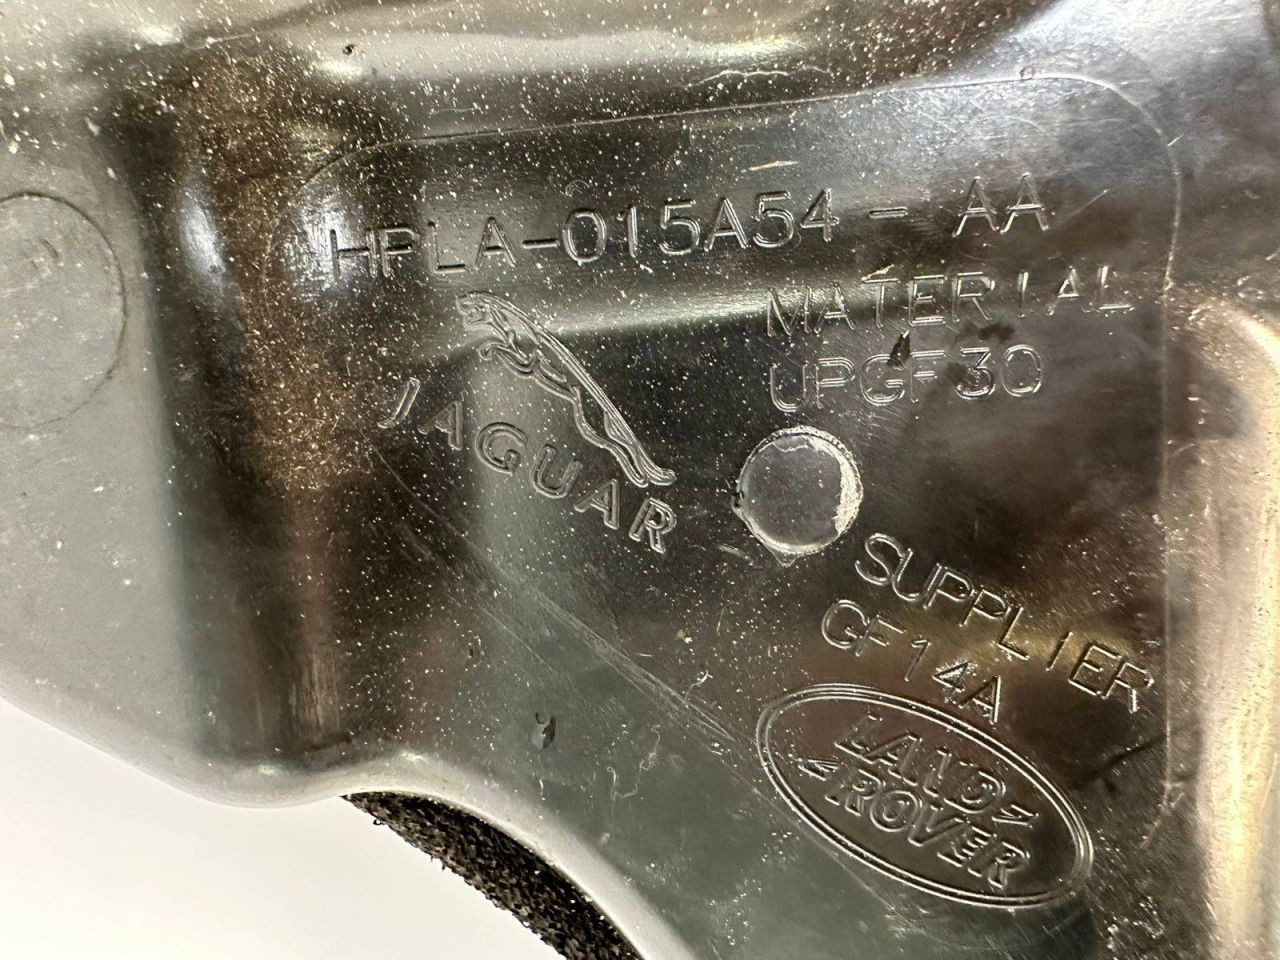 HPLA-015A54 - AA
MATERIAL
UPGF30
JAGUAR
SUPPLIER
GF14A
LAND
ROVER